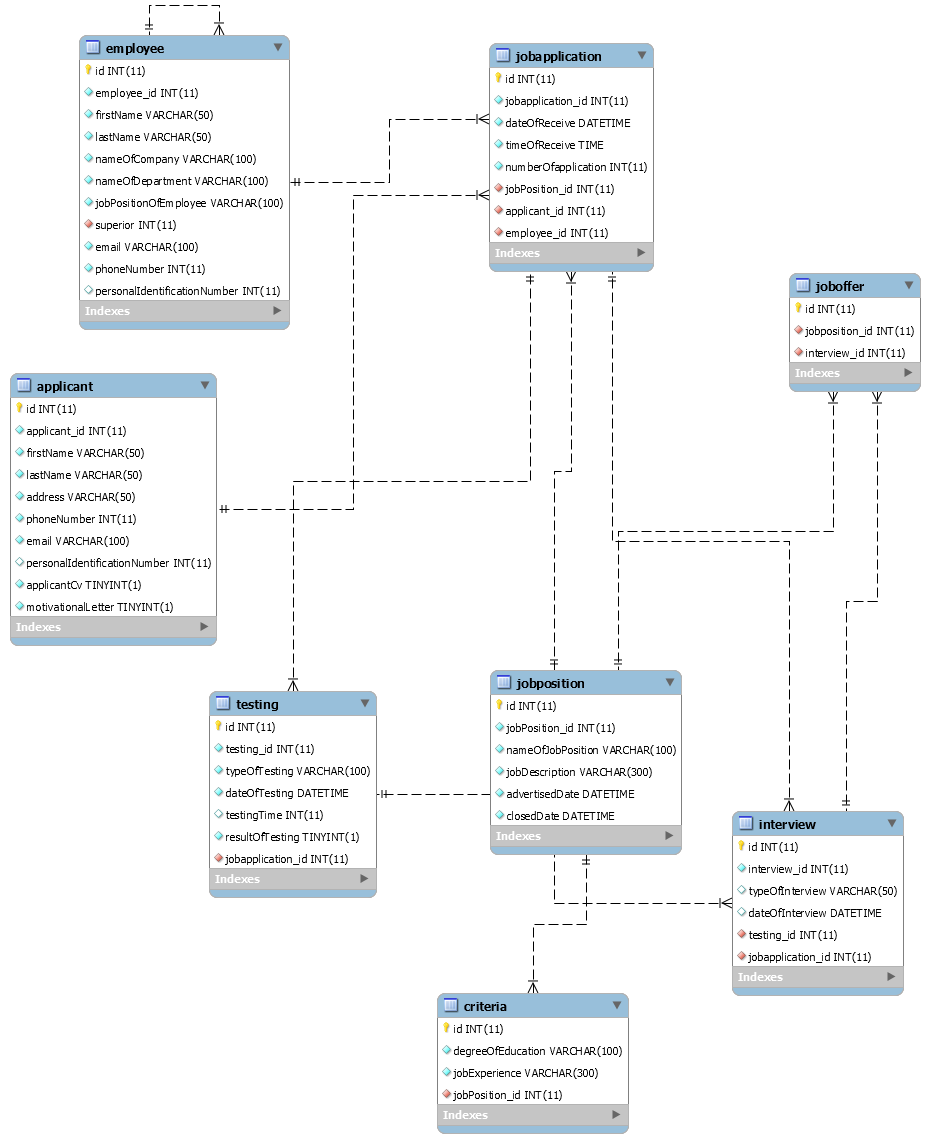 employee
id INT(11)
employee_id INT(11)
firstName VARCHAR(50)
lastName VARCHAR(50)
nameOfCompany VARCHAR(100)
nameOfDepartment VARCHAR(100)
jobPositionOfEmployee VARCHAR(100)
superior INT(11)
email VARCHAR(100)
phoneNumber INT(11)
personalIdentificationNumber INT(11)
Indexes
jobapplication
id INT(11)
jobapplication_id INT(11)
dateOfReceive DATETIME
timeOfReceive TIME
numberOfapplication INT(11)
jobPosition_id INT(11)
applicant_id INT(11)
employee_id INT(11)
Indexes
joboffer
id INT(11)
jobposition_id INT(11)
interview_id INT(11)
Indexes
applicant
id INT(11)
applicant_id INT(11)
firstName VARCHAR(50)
lastName VARCHAR(50)
address VARCHAR(50)
phoneNumber INT(11)
email VARCHAR(100)
personalIdentificationNumber INT(11)
applicantCv TINYINT(1)
motivationalLetter TINYINT(1)
Indexes
testing
id INT(11)
testing_id INT(11)
typeOfTesting VARCHAR(100)
dateOfTesting DATETIME
testingTime INT(11)
resultOfTesting TINYINT(1)
jobapplication_id INT(11)
Indexes
jobposition
id INT(11)
jobPosition_id INT(11)
nameOfJobPosition VARCHAR(100)
jobDescription VARCHAR(300)
advertisedDate DATETIME
closedDate DATETIME
Indexes
interview
id INT(11)
interview_id INT(11)
typeOfInterview VARCHAR(50)
dateOfInterview DATETIME
testing_id INT(11)
jobapplication_id INT(11)
Indexes
criteria
id INT(11)
degreeOfEducation VARCHAR(100)
jobExperience VARCHAR(300)
jobPosition_id INT(11)
Indexes